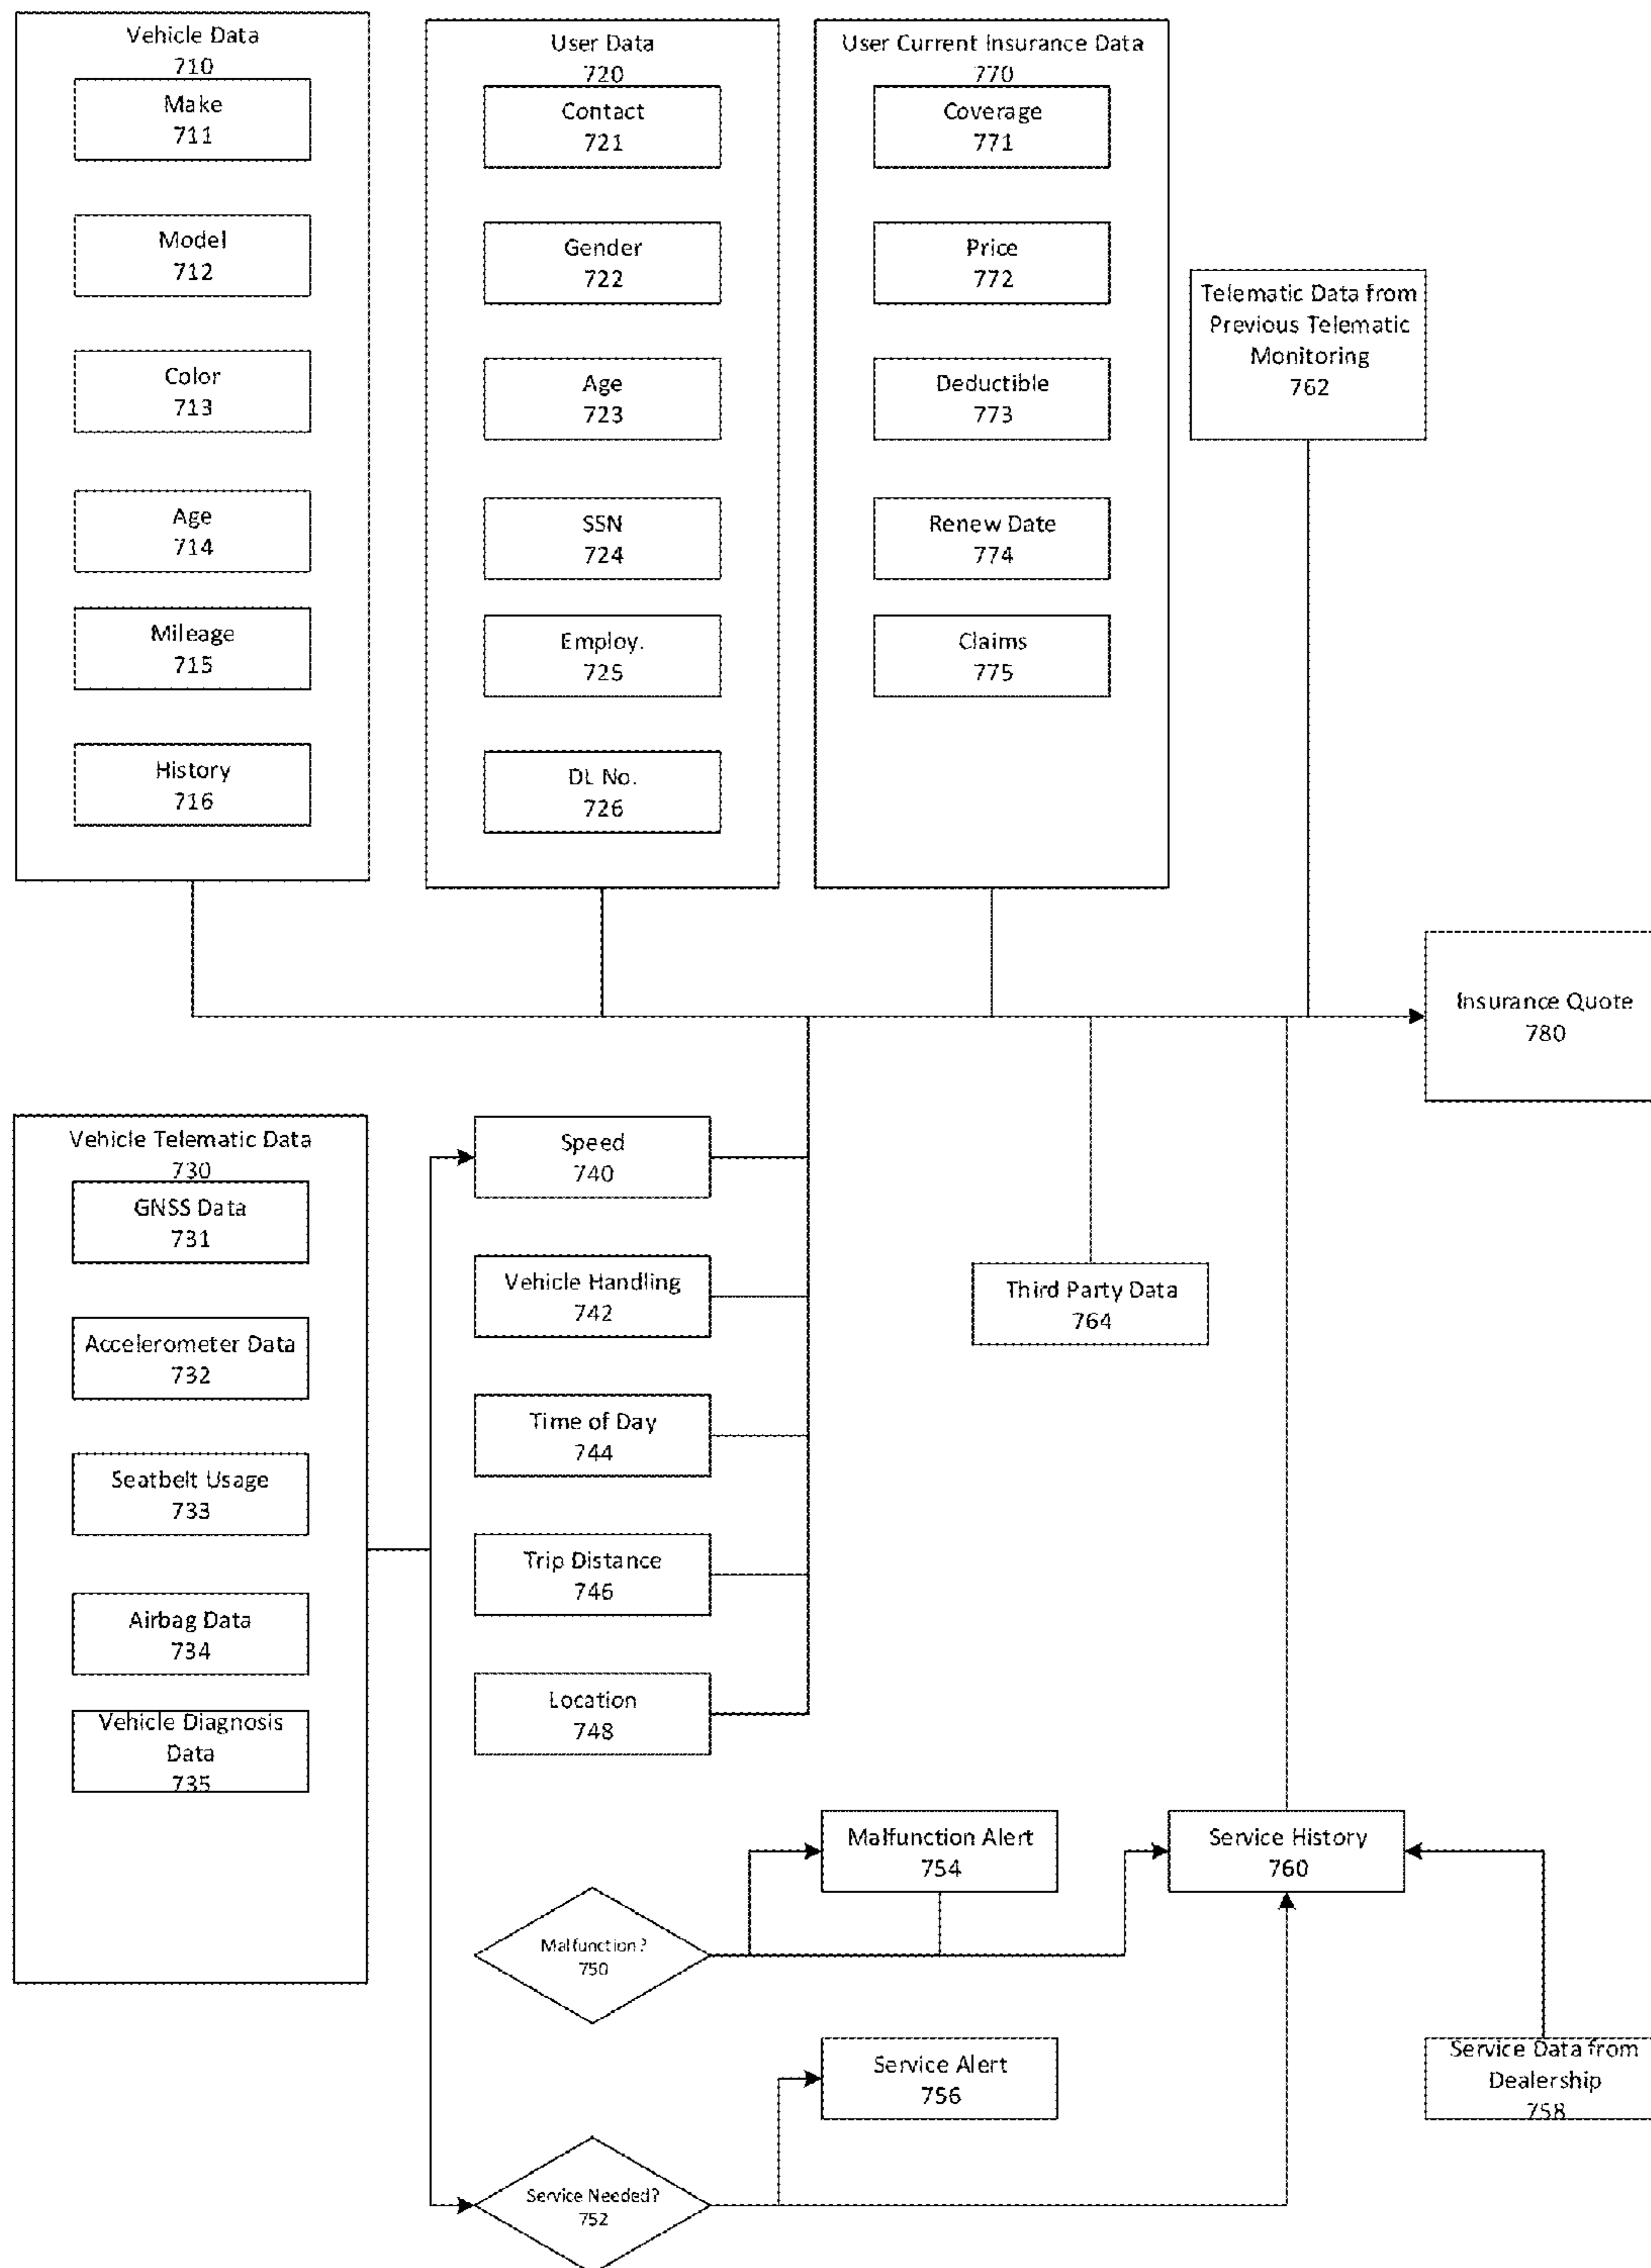 Vehicle Data
710
Make
711
Model
712
Color
713
Age
714
Mileage
715
History
716
User Data
720
Contact
721
Gender
722
Age
723
SSN
724
Employ.
725
DL No.
726
User Current Insurance Data
770
Coverage
771
Price
772
Deductible
773
Renew Date
774
Claims
775
Telematic Data from
Previous Telematic
Monitoring
762
Insurance Quote
780
Vehicle Telematic Data
730
GNSS Data
731
Accelerometer Data
732
Seatbelt Usage
733
Airbag Data
734
Vehicle Diagnosis
Data
735
Speed
740
Vehicle Handling
742
Time of Day
744
Trip Distance
746
Location
748
Third Party Data
764
Malfunction Alert
754
Service History
760
Malfunction?
750
Service Alert
756
Service Data from
Dealership
758
Service Needed?
752